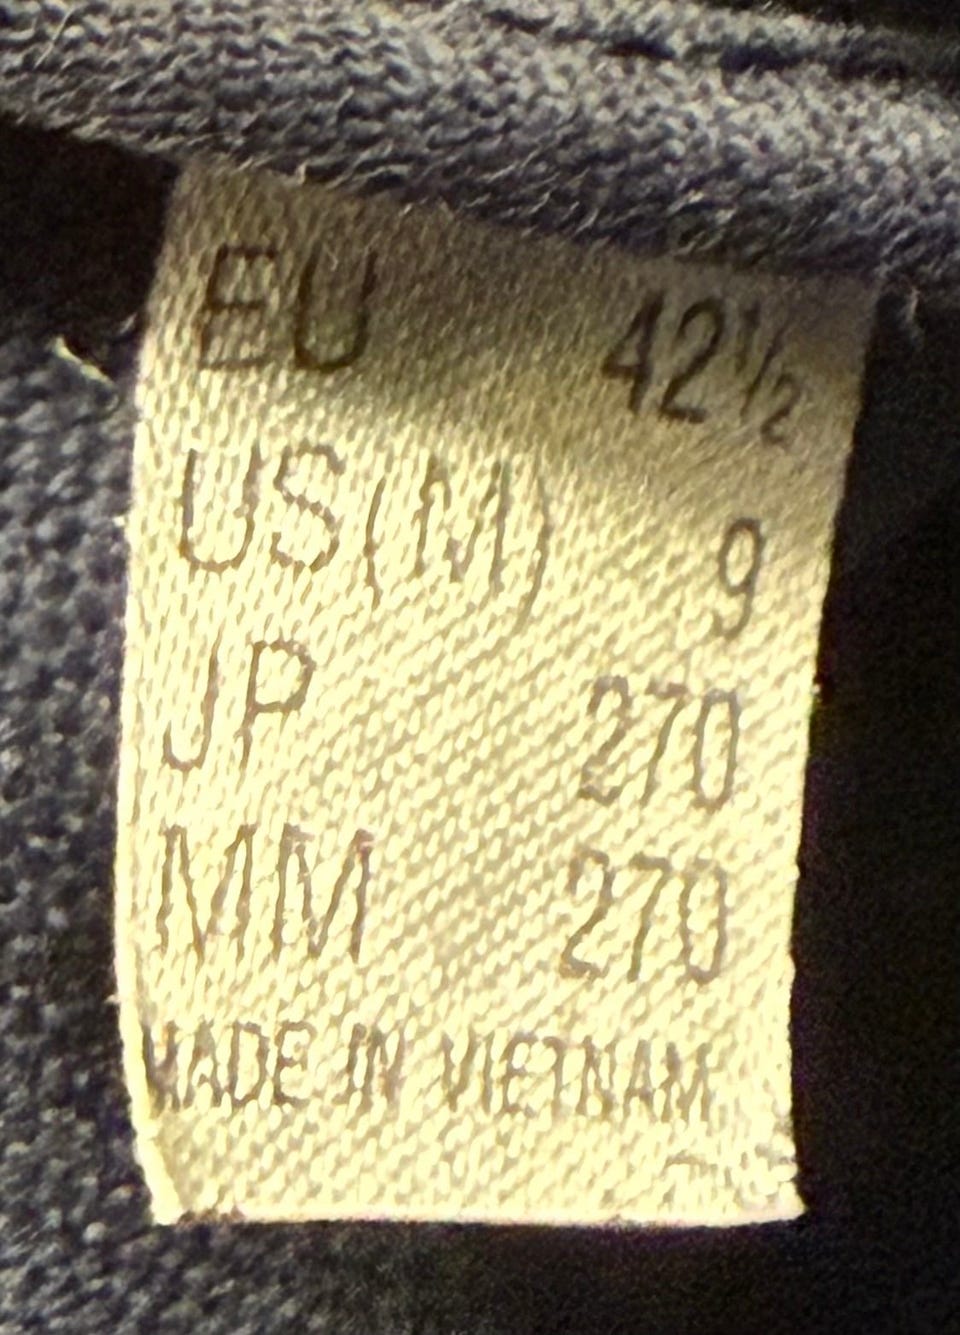 EU 42½
US(M) 9
JP 270
MM 270
MADE IN VIETNAM